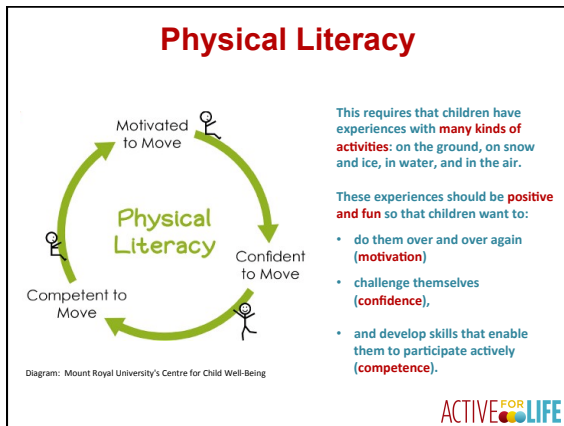 Physical Literacy
Motivated
to Move
Physical
Literacy
Confident
to Move
Competent to
Move
Diagram: Mount Royal University's Centre for Child Well-Being
This requires that children have
experiences with many kinds of
activities: on the ground, on snow
and ice, in water, and in the air.
These experiences should be positive
and fun so that children want to:
• do them over and over again
(motivation)
• challenge themselves
(confidence),
• and develop skills that enable
them to participate actively
(competence).
ACTIVE FOR LIFE